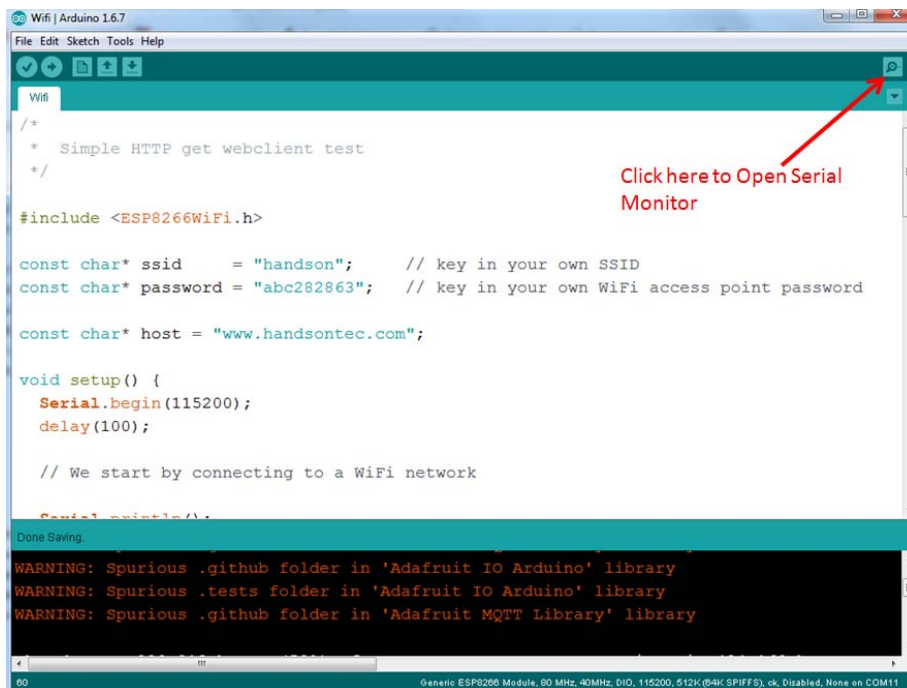 Wifi | Arduino 1.6.7
File Edit Sketch Tools Help
Wifi
/*
 *  Simple HTTP get webclient test
 */
Click here to Open Serial
Monitor
#include <ESP8266WiFi.h>
const char* ssid     = "handson";    // key in your own SSID
const char* password = "abc282863";   // key in your own WiFi access point password
const char* host = "www.handsontec.com";
void setup() {
  Serial.begin(115200);
  delay(100);
  // We start by connecting to a WiFi network
  Serial.println();
Done Saving.
WARNING: Spurious .github folder in 'Adafruit IO Arduino' library
WARNING: Spurious .tests folder in 'Adafruit IO Arduino' library
WARNING: Spurious .github folder in 'Adafruit MQTT Library' library
60
Generic ESP8266 Module, 80 MHz, 40MHz, DIO, 115200, 512K (64K SPIFFS), ck, Disabled, None on COM11